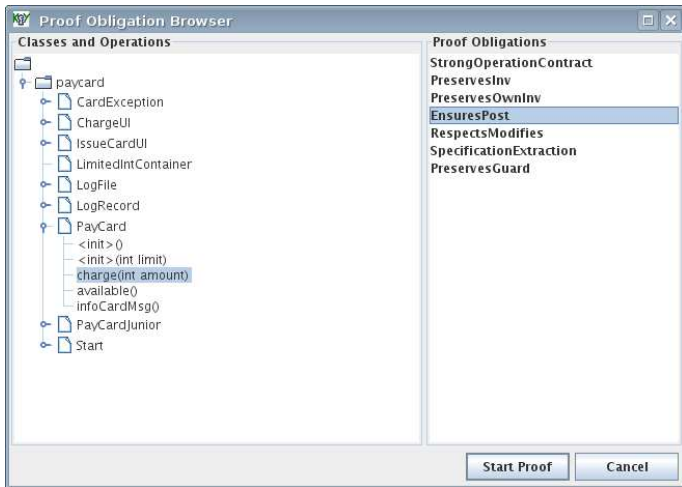 KeY Proof Obligation Browser
Classes and Operations
paycard
CardException
ChargeUI
IssueCardUI
LimitedIntContainer
LogFile
LogRecord
PayCard
<init>()
<init>(int limit)
charge(int amount)
available()
infoCardMsg()
PayCardJunior
Start
Proof Obligations
StrongOperationContract
PreservesInv
PreservesOwnInv
EnsuresPost
RespectsModifies
SpecificationExtraction
PreservesGuard
Start Proof Cancel